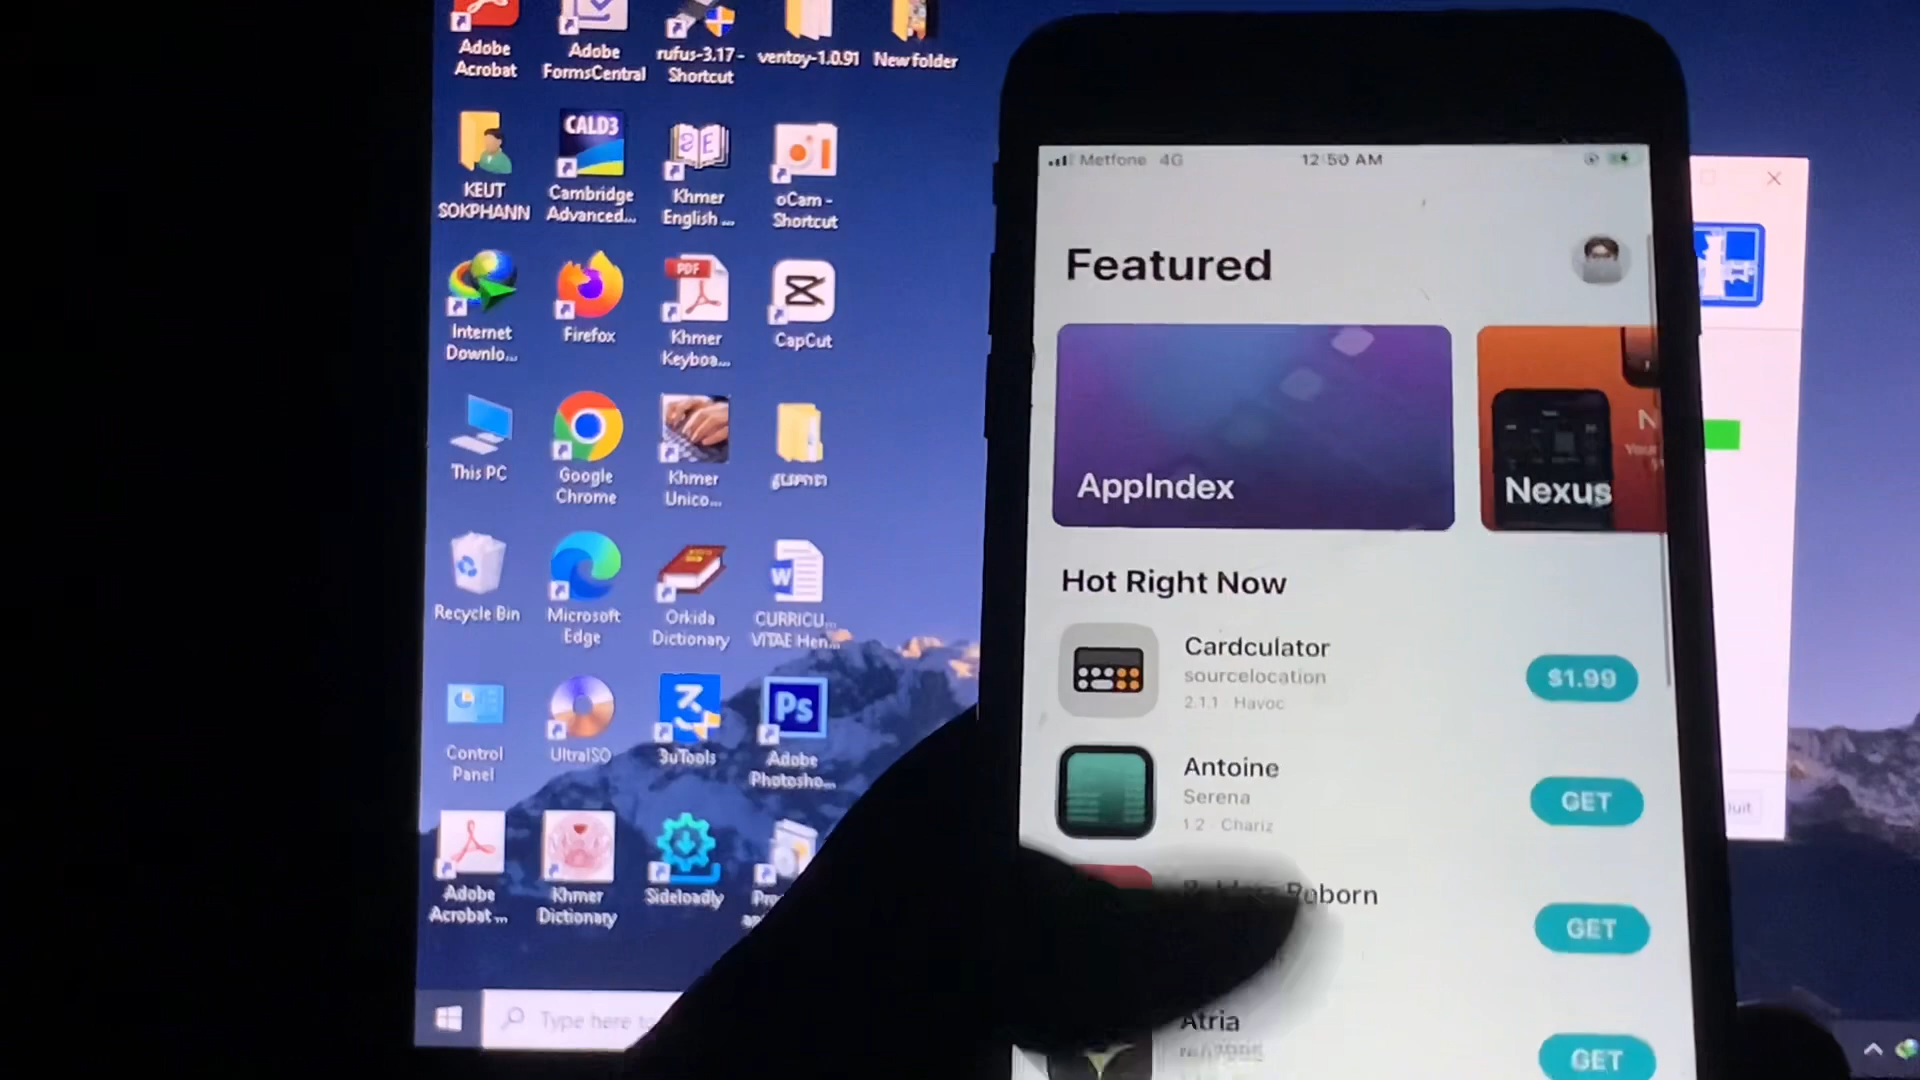 Adobe
Acrobat
Adobe
FormsCentral
rufus-3.17 -
Shortcut
ventoy-1.0.91
New folder
KEUT
SOKPHANN
CALD3
Cambridge
Advanced...
Khmer
English ...
oCam -
Shortcut
Internet
Downlo...
Firefox
PDF
Khmer
Keyboa...
CapCut
This PC
Google
Chrome
Khmer
Unico...
Recycle Bin
Microsoft
Edge
Orkida
Dictionary
W
CURRICU...
VITAE Hen...
Control
Panel
UltraISO
3uTools
Ps
Adobe
Photosho...
Adobe
Acrobat ...
Khmer
Dictionary
Sideloadly
Type here to
Metfone 4G
12:50 AM
Featured
AppIndex
Nexus
Hot Right Now
Cardculator
sourcelocation
2.1.1 · Havoc
$1.99
Antoine
Serena
1.2 · Chariz
GET
Reborn
GET
Atria
GET